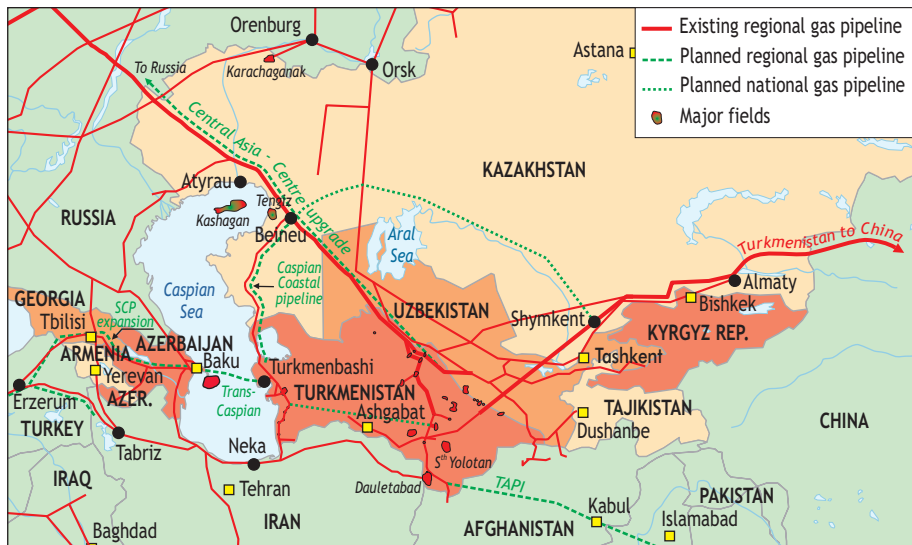 Existing regional gas pipeline
Planned regional gas pipeline
Planned national gas pipeline
Major fields
Orenburg
Astana
Karachaganak
Orsk
To Russia
Central Asia - Centre upgrade
KAZAKHSTAN
Atyrau
Tengiz
Kashagan
RUSSIA
Beineu
Aral
Sea
Turkmenistan to China
Caspian
Coastal
pipeline
Almaty
Caspian
Sea
GEORGIA
SCP
expansion
Tbilisi
UZBEKISTAN
Bishkek
Shymkent
KYRGYZ REP.
ARMENIA
AZERBAIJAN
Baku
Tashkent
Yerevan
Turkmenbashi
AZER.
Trans-
Caspian
TURKMENISTAN
Erzerum
Ashgabat
TAJIKISTAN
Dushanbe
CHINA
TURKEY
Tabriz
Neka
Sth Yolotan
Dauletabad
TAPI
IRAQ
Tehran
Kabul
PAKISTAN
Baghdad
IRAN
AFGHANISTAN
Islamabad